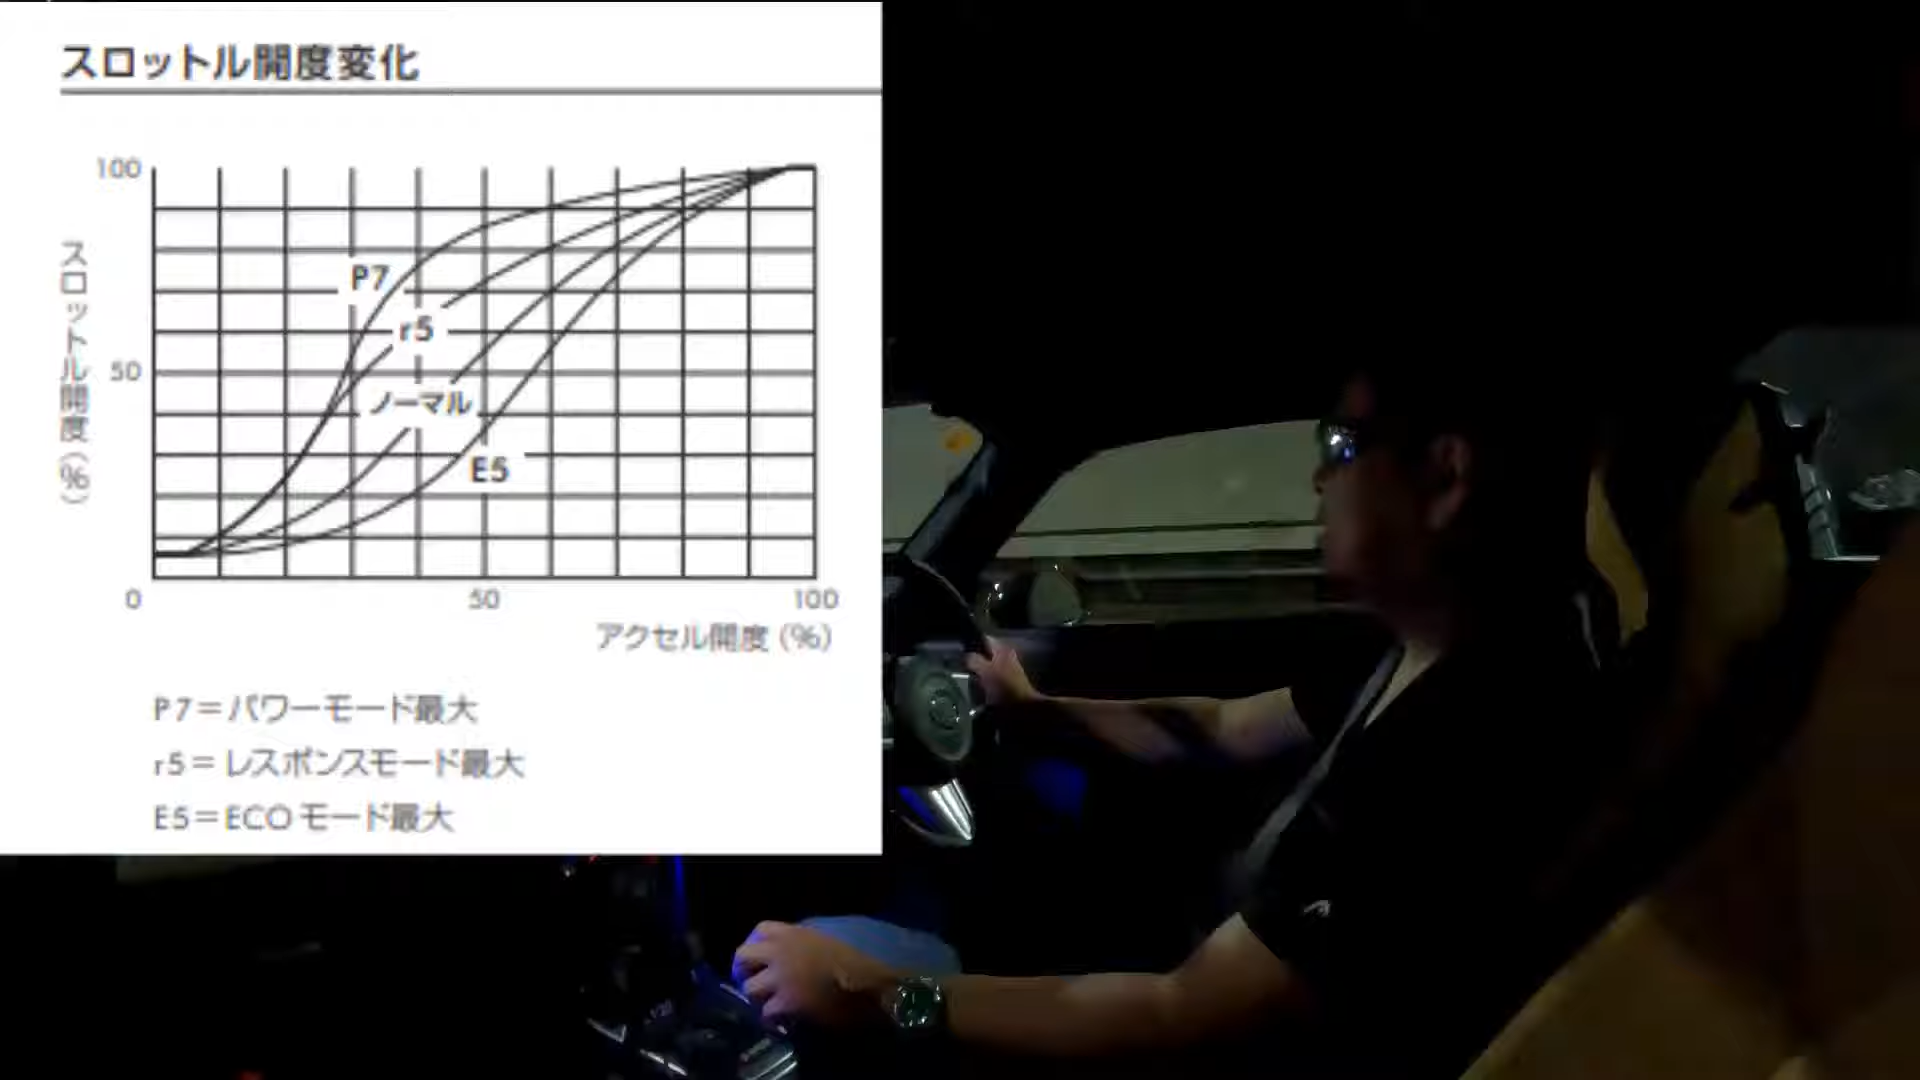 スロットル開度変化
100
スロットル開度(%)
50
P7
r5
ノーマル
E5
0
50
100
アクセル開度(%)
P7=パワーモード最大
r5=レスポンスモード最大
E5=ECOモード最大